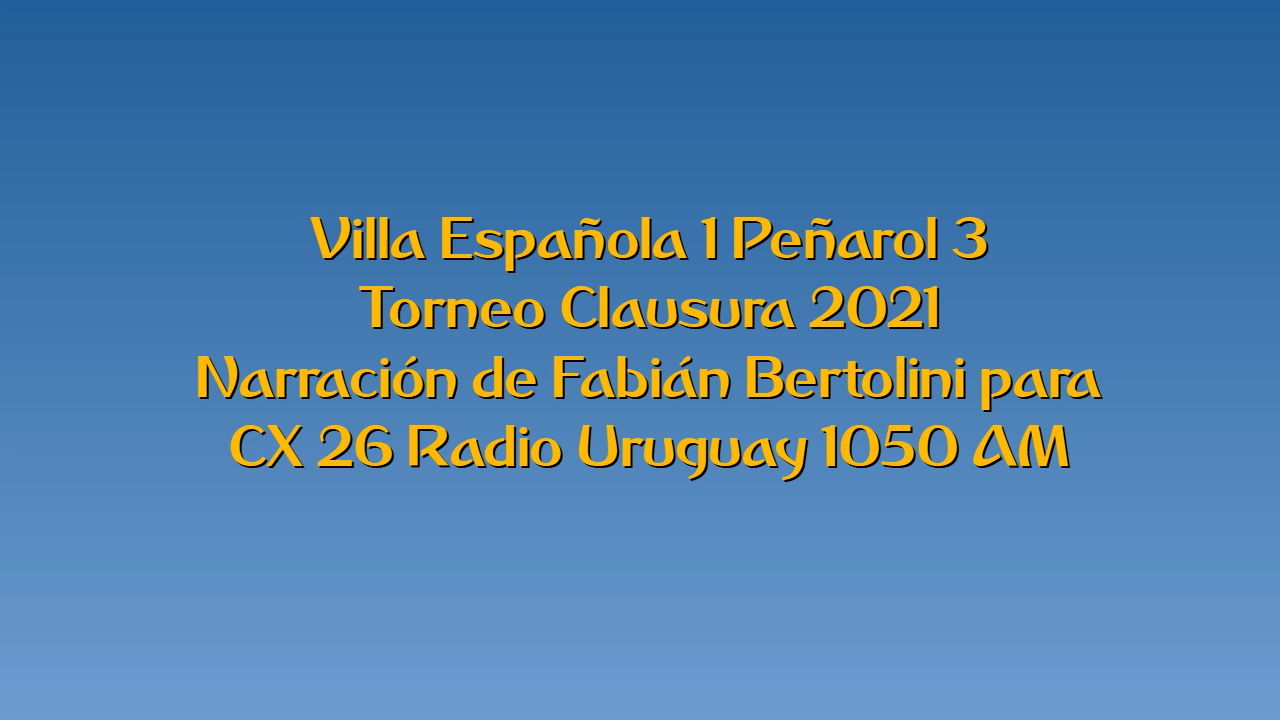 Villa Española 1 Peñarol 3
Torneo Clausura 2021
Narración de Fabián Bertolini para
CX 26 Radio Uruguay 1050 AM